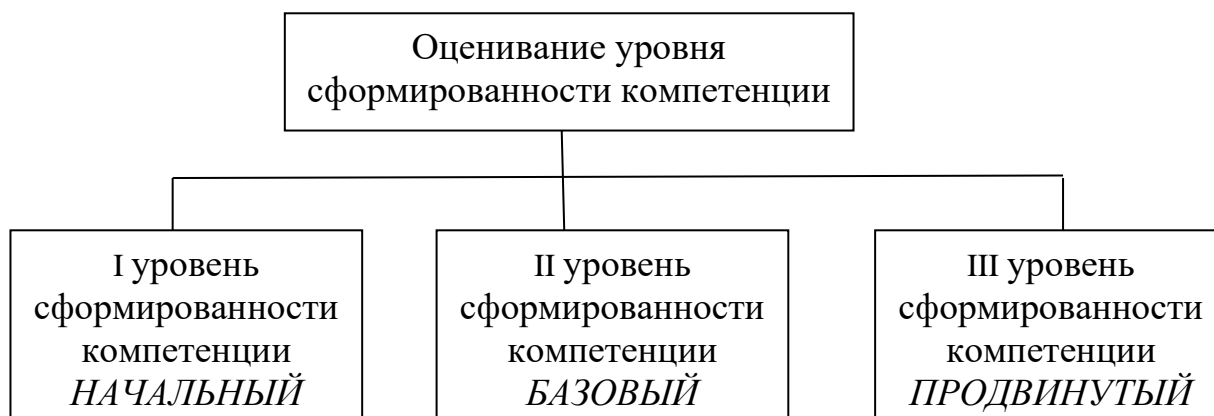 Оценивание уровня
сформированности компетенции
I уровень
сформированности
компетенции
НАЧАЛЬНЫЙ
II уровень
сформированности
компетенции
БАЗОВЫЙ
III уровень
сформированности
компетенции
ПРОДВИНУТЫЙ